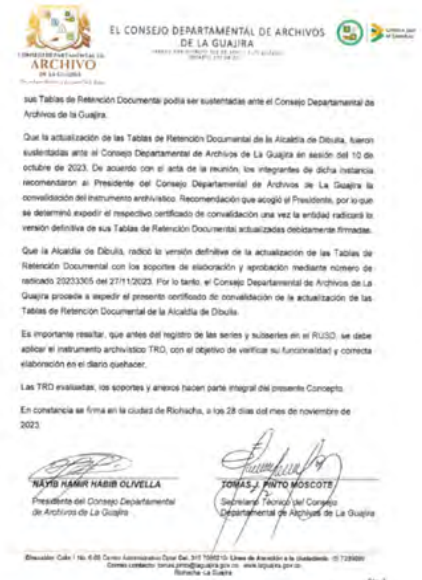 EL CONSEJO DEPARTAMENTAL DE ARCHIVOS
DE LA GUAJIRA
CONSEJO DEPARTAMENTAL DE
ARCHIVO
DE LA GUAJIRA
sus Tablas de Retención Documental podía ser sustentadas ante el Consejo Departamental de
Archivos de la Guajira.
Que la actualización de las Tablas de Retención Documental de la Alcaldía de Dibulla, fueron
sustentadas ante el Consejo Departamental de Archivos de La Guajira en sesión del 10 de
octubre de 2023. De acuerdo con el acta de la reunión, los integrantes de dicha instancia
recomendaron al Presidente del Consejo Departamental de Archivos de La Guajira la
convalidación del instrumento archivístico. Recomendación que acogió el Presidente, por lo que
se determinó expedir el respectivo certificado de convalidación una vez la entidad radicará la
versión definitiva de sus Tablas de Retención Documental actualizadas debidamente firmadas.
Que la Alcaldía de Dibulla, radicó la versión definitiva de la actualización de las Tablas de
Retención Documental con los soportes de elaboración y aprobación mediante número de
radicado 20233305 del 27/11/2023. Por lo tanto, el Consejo Departamental de Archivos de La
Guajira procede a expedir el presente certificado de convalidación de la actualización de las
Tablas de Retención Documental de la Alcaldía de Dibulla.
Es importante resaltar, que antes del registro de las series y subseries en el RUSD, se debe
aplicar el instrumento archivístico TRD, con el objetivo de verificar su funcionalidad y correcta
elaboración en el diario quehacer.
Las TRD evaluadas, los soportes y anexos hacen parte integral del presente Concepto.
En constancia se firma en la ciudad de Riohacha, a los 28 días del mes de noviembre de
2023.
NAYIB HAMIR HABIB OLIVELLA
Presidente del Consejo Departamental
de Archivos de La Guajira
TOMAS J. PINTO MOSCOTE
Secretario Técnico del Consejo
Departamental de Archivos de La Guajira
Riohacha La Guajira